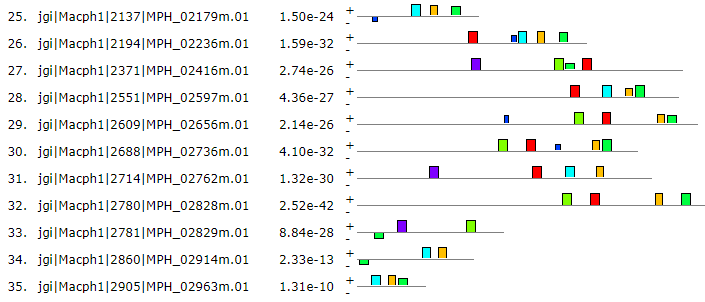 25. jgi|Macph1|2137|MPH_02179m.01 1.50e-24 + -
26. jgi|Macph1|2194|MPH_02236m.01 1.59e-32 + -
27. jgi|Macph1|2371|MPH_02416m.01 2.74e-26 + -
28. jgi|Macph1|2551|MPH_02597m.01 4.36e-27 + -
29. jgi|Macph1|2609|MPH_02656m.01 2.14e-26 + -
30. jgi|Macph1|2688|MPH_02736m.01 4.10e-32 + -
31. jgi|Macph1|2714|MPH_02762m.01 1.32e-30 + -
32. jgi|Macph1|2780|MPH_02828m.01 2.52e-42 + -
33. jgi|Macph1|2781|MPH_02829m.01 8.84e-28 + -
34. jgi|Macph1|2860|MPH_02914m.01 2.33e-13 + -
35. jgi|Macph1|2905|MPH_02963m.01 1.31e-10 + -